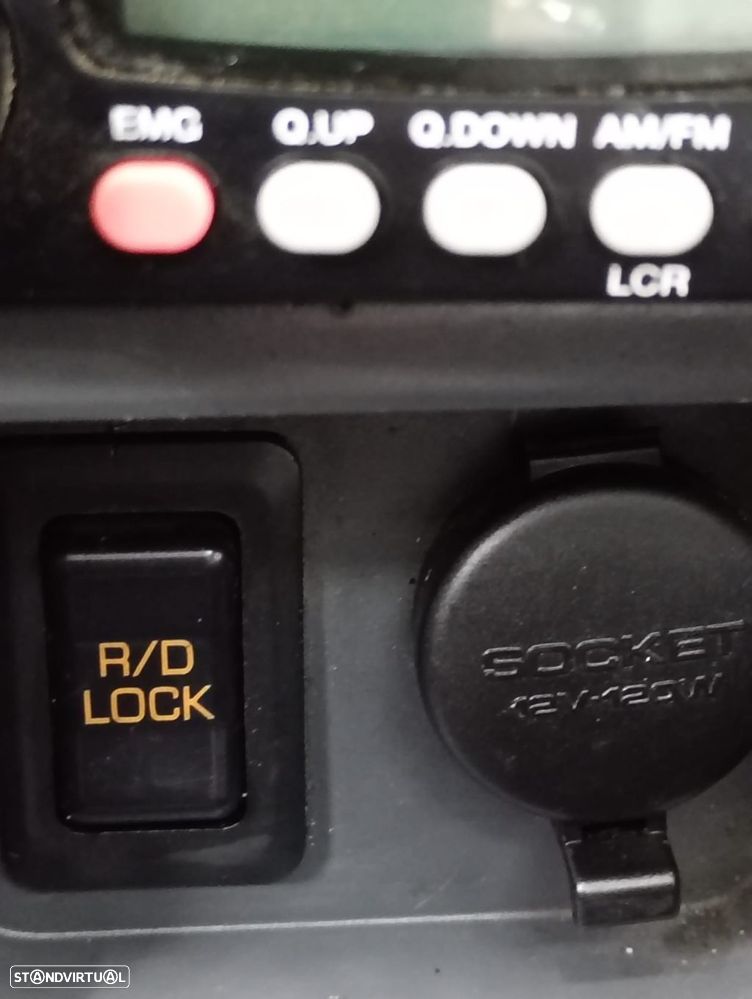 EMG Q.UP Q.DOWN AM/FM
LCR
R/D
LOCK
SOCKET
12V-120W
STANDVIRTUAL